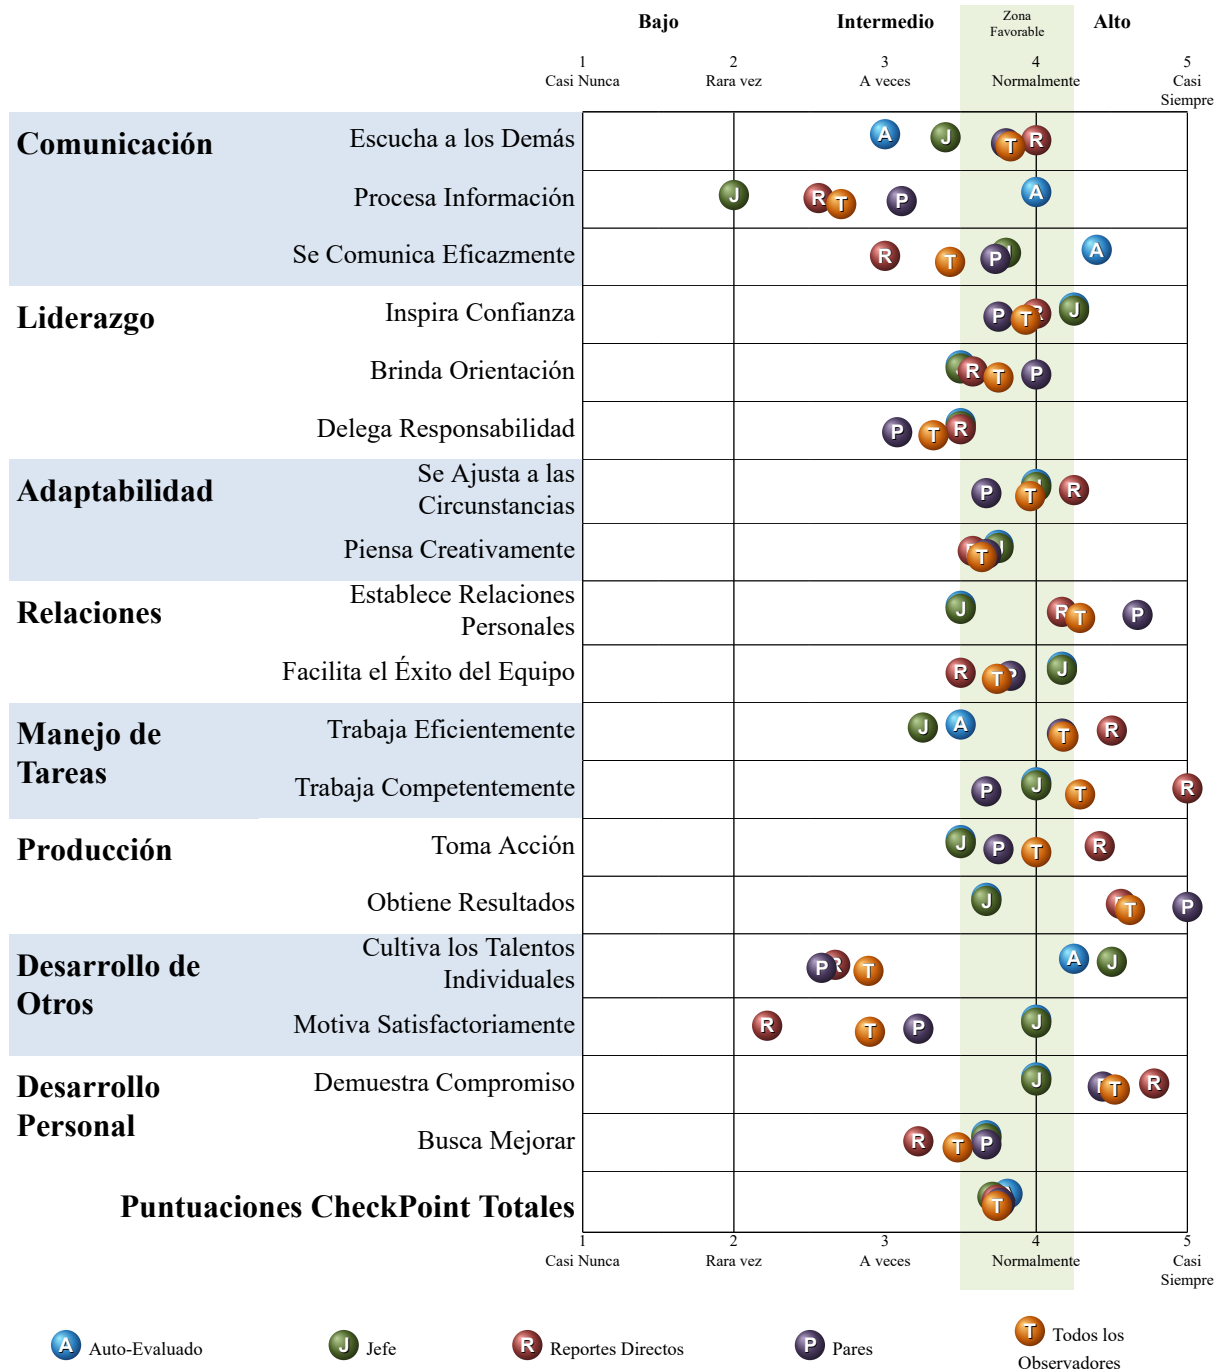 Bajo Intermedio Zona Favorable Alto
1 2 3 4 5
Casi Nunca Rara vez A veces Normalmente Casi
Siempre
Comunicación Escucha a los Demás A J T R
Procesa Información J R T P A
Se Comunica Eficazmente R T P J A
Liderazgo Inspira Confianza P T R J
Brinda Orientación J R T P
Delega Responsabilidad P T R
Adaptabilidad Se Ajusta a las
Circunstancias P T J R
Piensa Creativamente R T J
Relaciones Establece Relaciones
Personales J R T P
Facilita el Éxito del Equipo R T P J
Manejo de
Tareas Trabaja Eficientemente J A T R
Trabaja Competentemente P J T R
Producción Toma Acción J P T R
Obtiene Resultados J R T P
Desarrollo de
Otros Cultiva los Talentos
Individuales P R T A J
Motiva Satisfactoriamente R T P J
Desarrollo
Personal Demuestra Compromiso J P T R
Busca Mejorar R T P
Puntuaciones CheckPoint Totales T
1 2 3 4 5
Casi Nunca Rara vez A veces Normalmente Casi
Siempre
A Auto-Evaluado J Jefe R Reportes Directos P Pares T Todos los
Observadores